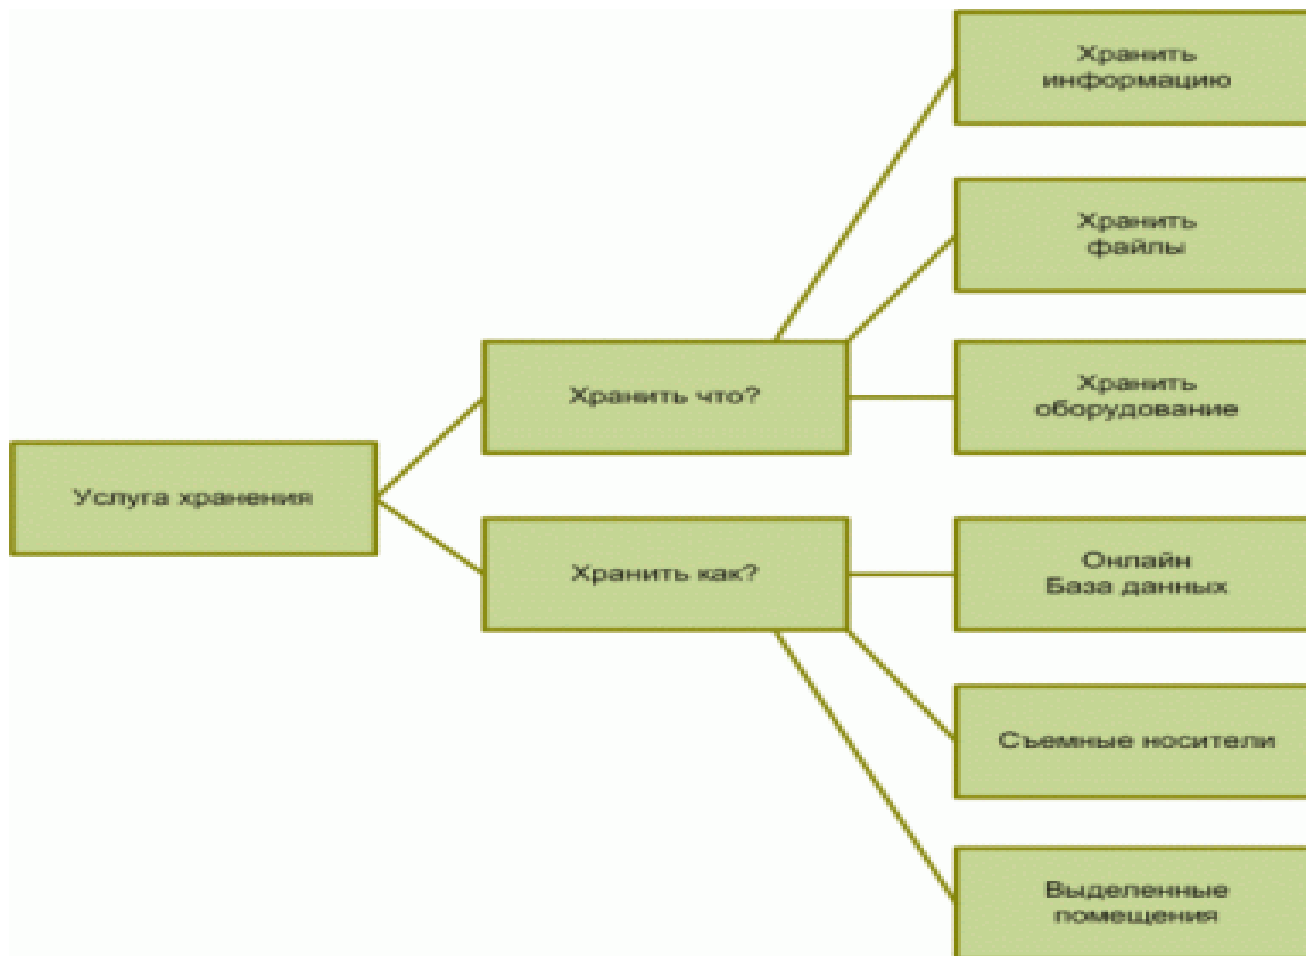 Хранить
информацию
Хранить
файлы
Хранить что?
Хранить
оборудование
Услуга хранения
Хранить как?
Онлайн
База данных
Съемные носители
Выделенные
помещения